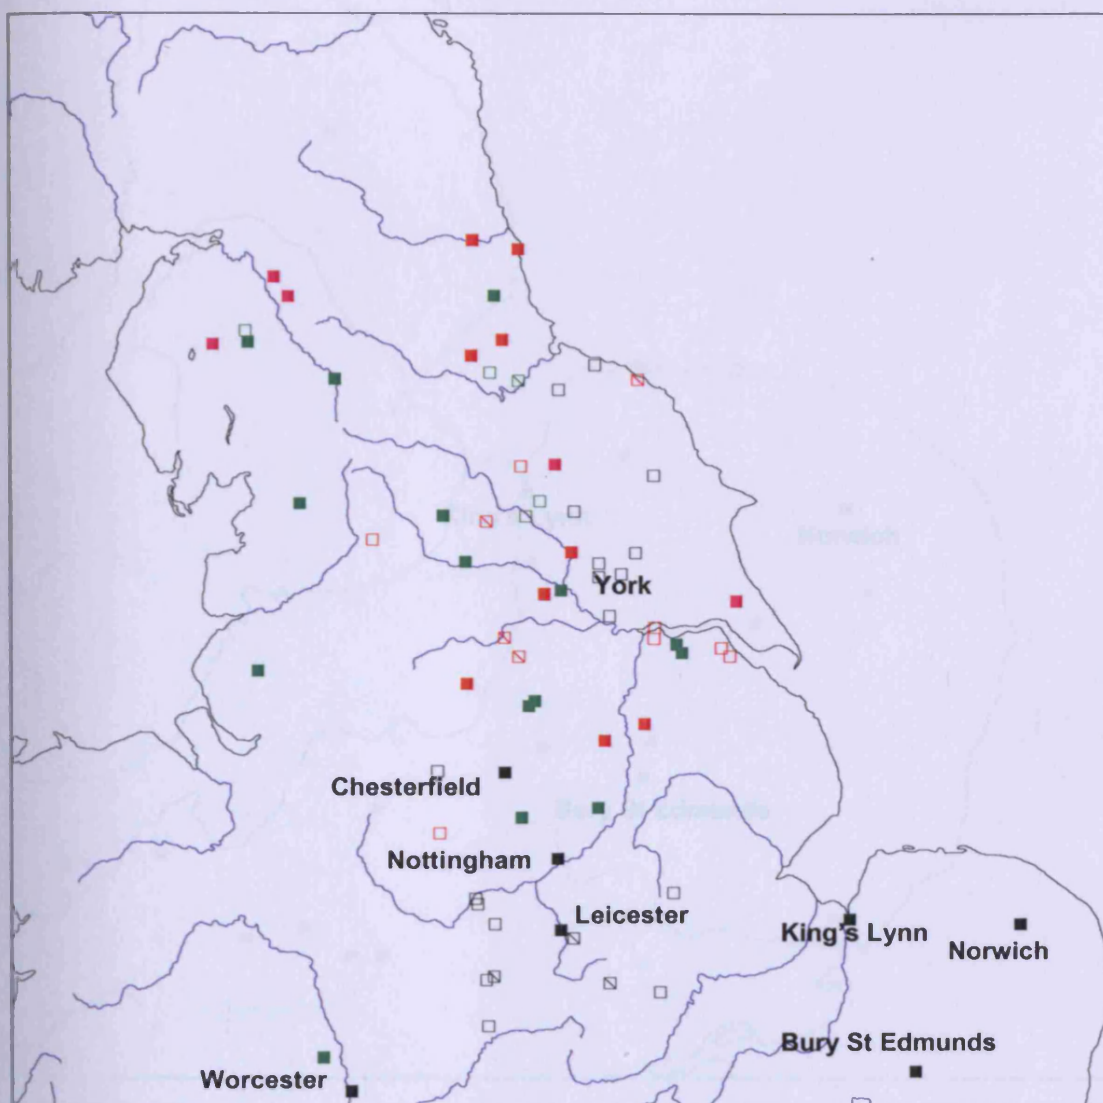 York
Chesterfield
Nottingham
Leicester
King's Lynn
Norwich
Bury St Edmunds
Worcester